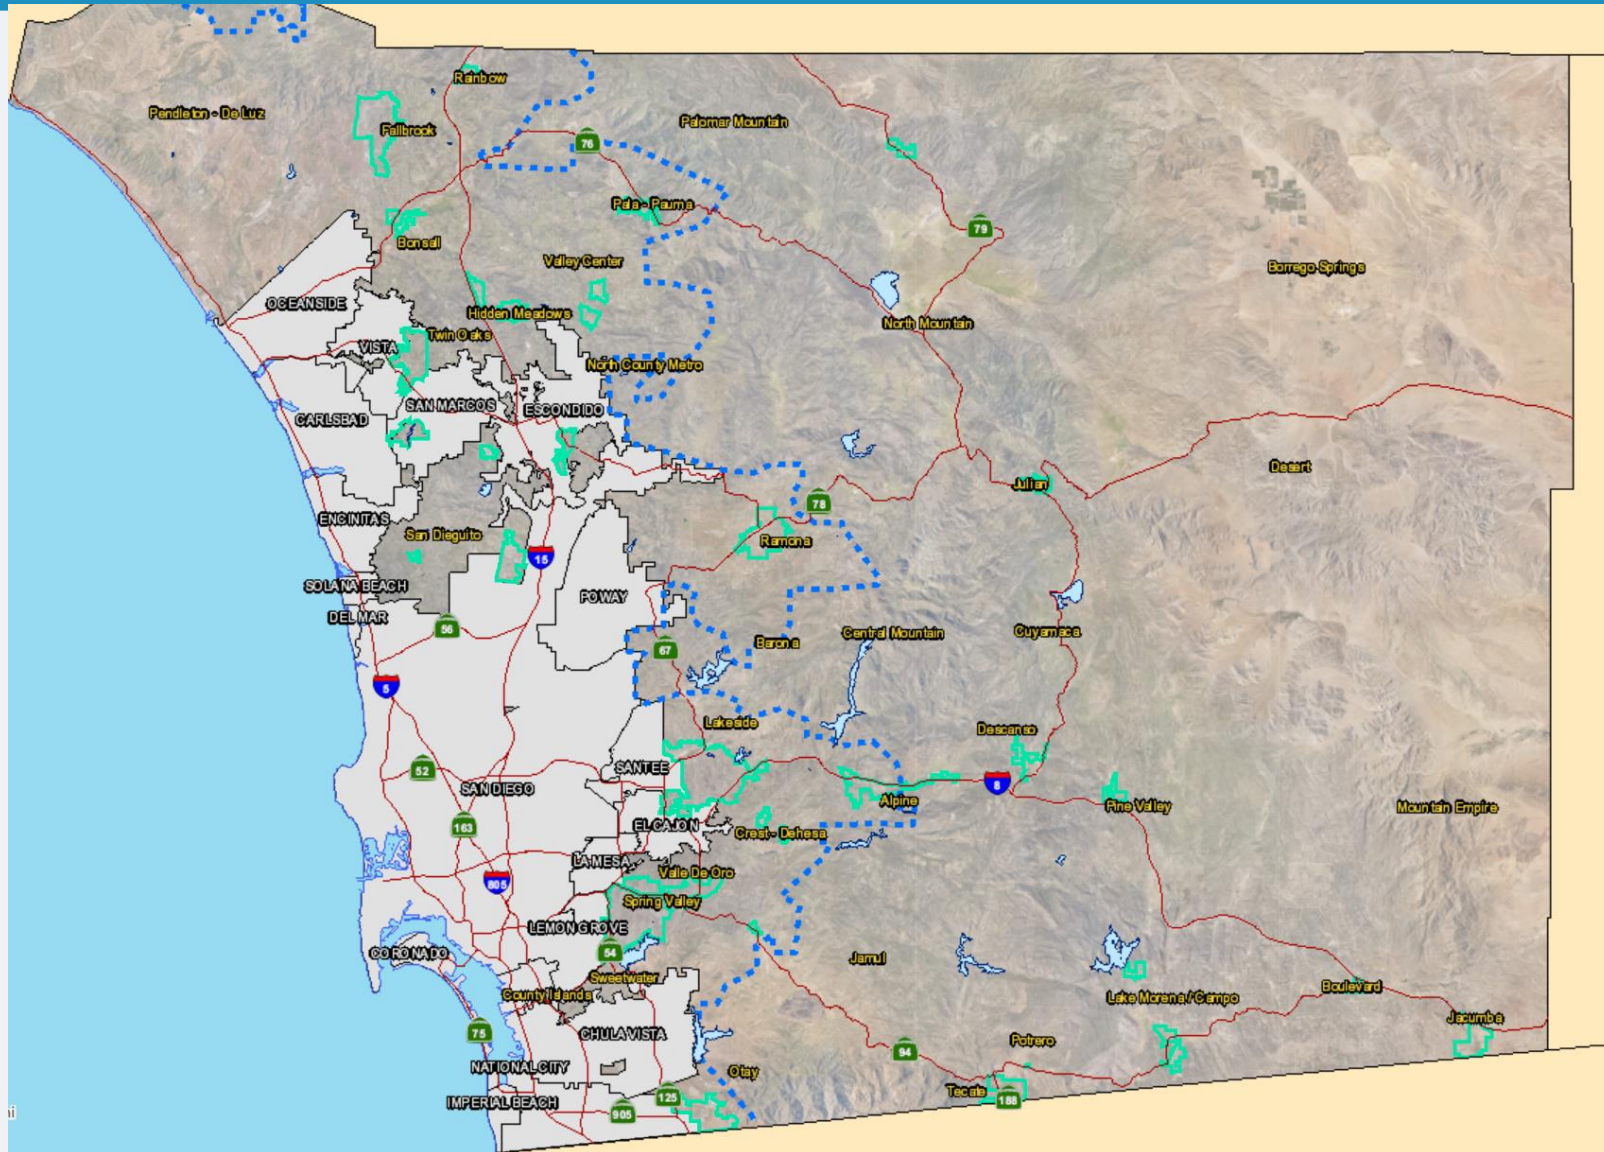 Rainbow
Pendleton - De Luz
Fallbrook
Palomar Mountain
76
Pala - Pauma
79
Bonsall
Valley Center
Borrego Springs
OCEANSIDE
Hidden Meadows
North Mountain
Twin Oaks
VISTA
North County Metro
SAN MARCOS
ESCONDIDO
CARLSBAD
Desert
Julian
78
ENCINITAS
San Dieguito
Ramona
15
SOLANA BEACH
POWAY
DEL MAR
56
Central Mountain
Cuyamaca
Barona
67
5
Lakeside
Descanso
52
SANTEE
SAN DIEGO
8
Alpine
Pine Valley
Mountain Empire
163
EL CAJON
Crest - Dehesa
LA MESA
Valle De Oro
805
Spring Valley
LEMON GROVE
CORONADO
54
Jamul
Sweetwater
County Islands
Lake Morena / Campo
Boulevard
Jacumba
75
CHULA VISTA
Potrero
94
NATIONAL CITY
Otay
Tecate
188
IMPERIAL BEACH
125
905